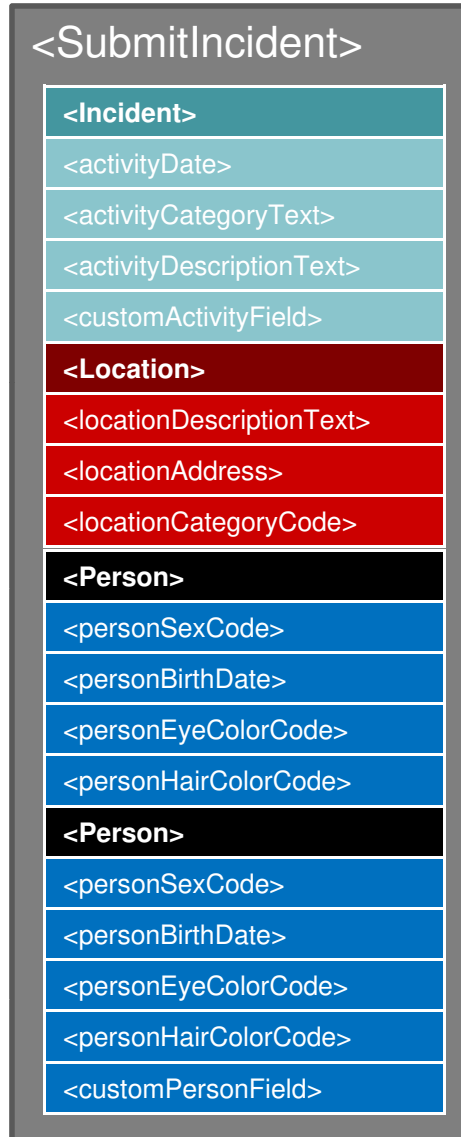 <SubmitIncident>
<Incident>
<activityDate>
<activityCategoryText>
<activityDescriptionText>
<customActivityField>
<Location>
<locationDescriptionText>
<locationAddress>
<locationCategoryCode>
<Person>
<personSexCode>
<personBirthDate>
<personEyeColorCode>
<personHairColorCode>
<Person>
<personSexCode>
<personBirthDate>
<personEyeColorCode>
<personHairColorCode>
<customPersonField>